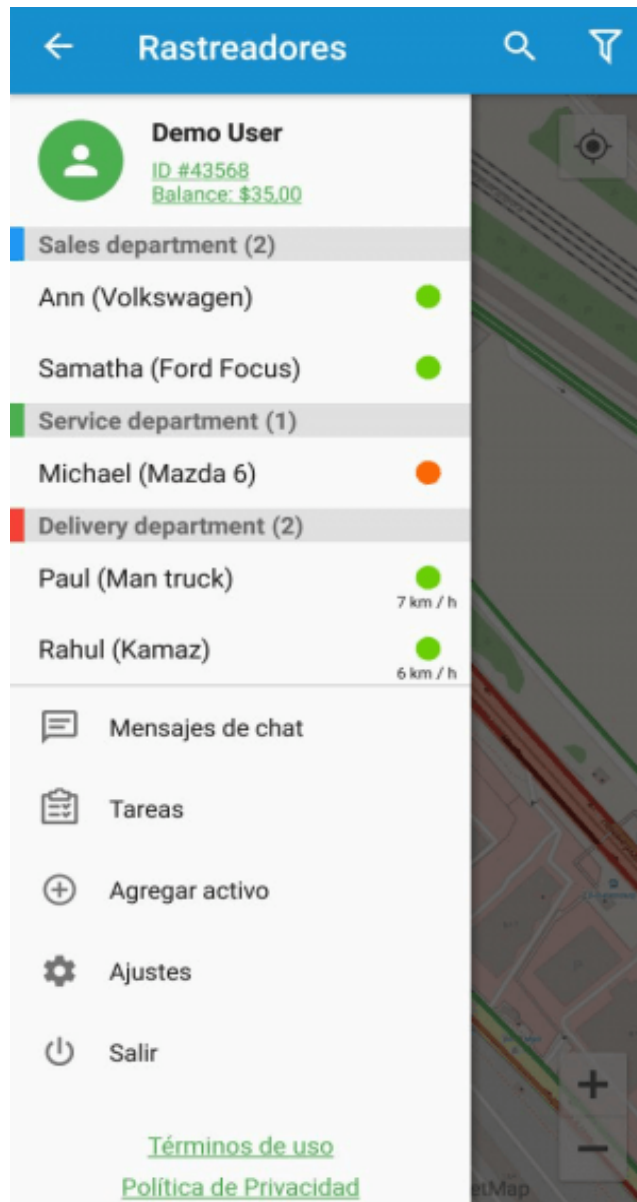 Rastreadores
Demo User
ID #43568
Balance: $35,00
Sales department (2)
Ann (Volkswagen)
Samatha (Ford Focus)
Service department (1)
Michael (Mazda 6)
Delivery department (2)
Paul (Man truck)
7 km / h
Rahul (Kamaz)
6 km / h
Mensajes de chat
Tareas
Agregar activo
Ajustes
Salir
Términos de uso
Política de Privacidad
etMap